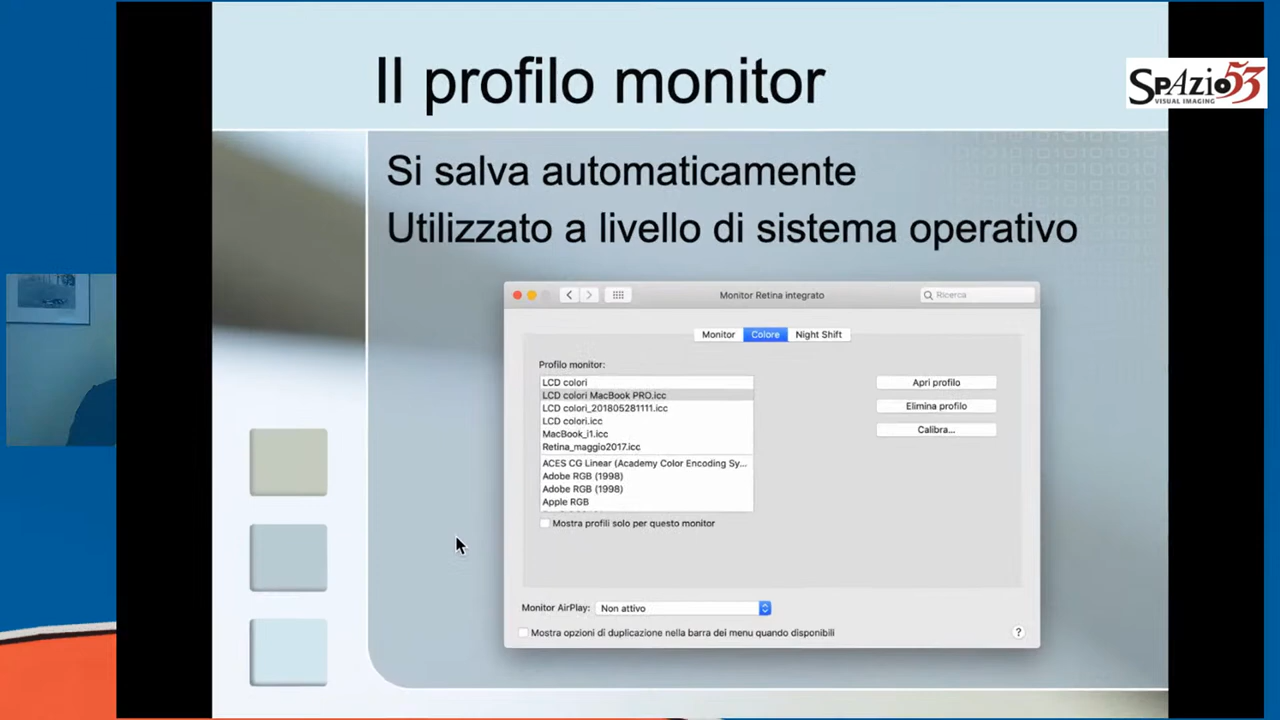 Il profilo monitor
SPAZIO53
VISUAL IMAGING
Si salva automaticamente
Utilizzato a livello di sistema operativo
Monitor Retina integrato
Ricerca
Monitor
Colore
Night Shift
Profilo monitor:
LCD colori
LCD colori MacBook PRO.icc
LCD colori_201805281111.icc
LCD colori.icc
MacBook_i1.icc
Retina_maggio2017.icc
ACES CG Linear (Academy Color Encoding Sy...
Adobe RGB (1998)
Adobe RGB (1998)
Apple RGB
Apri profilo
Elimina profilo
Calibra...
Mostra profili solo per questo monitor
Monitor AirPlay: Non attivo
Mostra opzioni di duplicazione nella barra dei menu quando disponibili
?